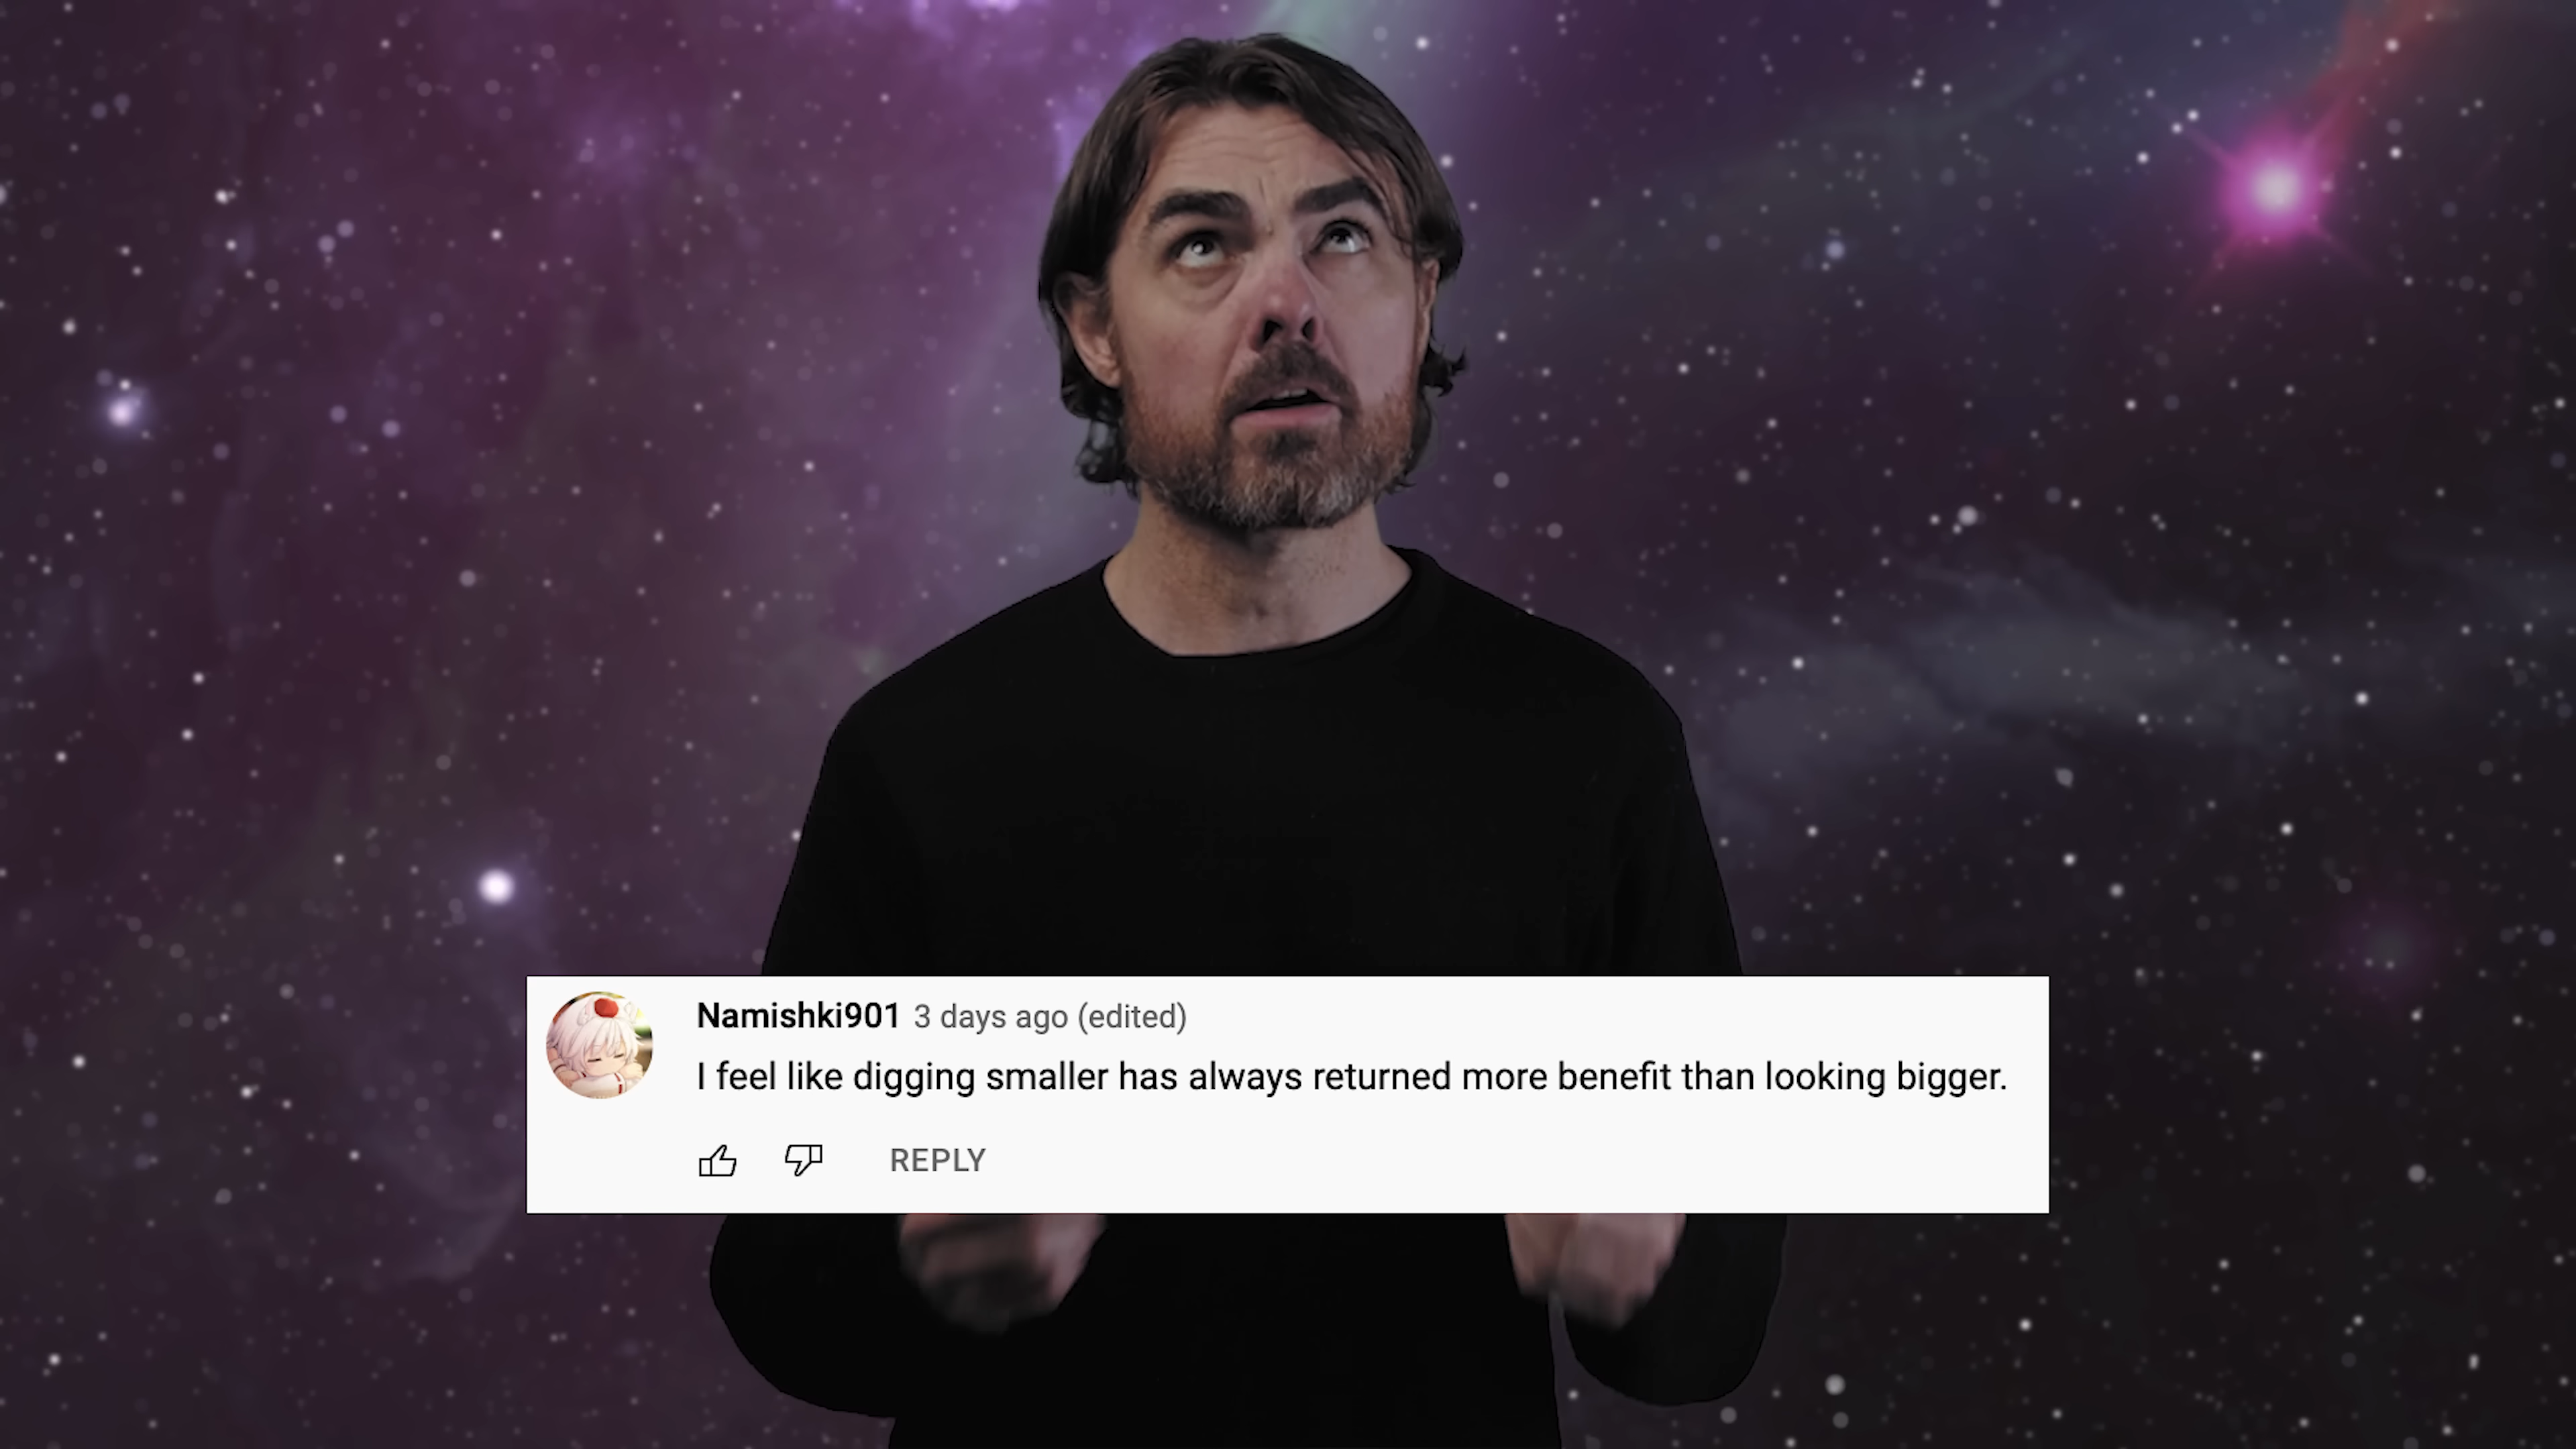 Namishki901 3 days ago (edited)
I feel like digging smaller has always returned more benefit than looking bigger.
REPLY